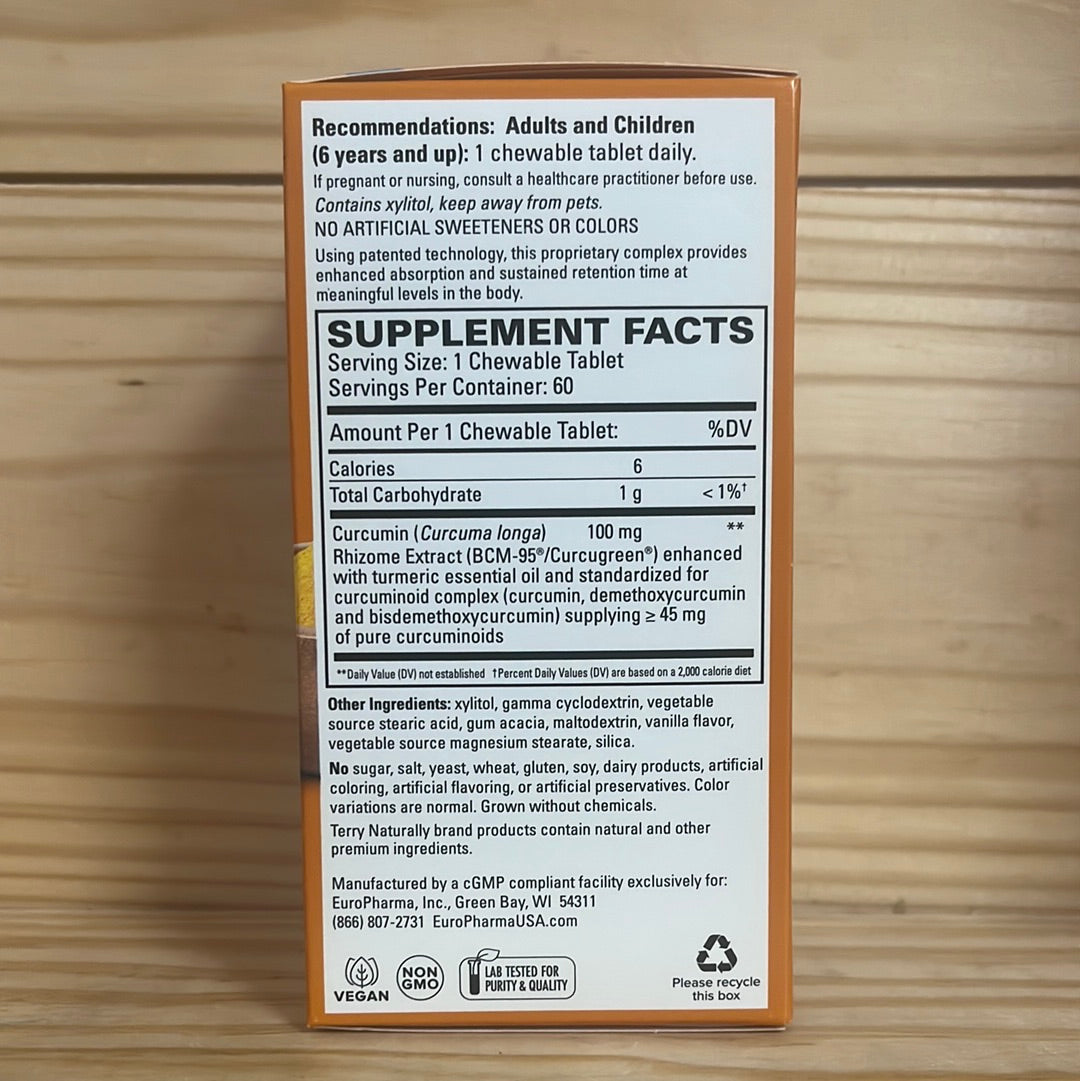 Recommendations: Adults and Children
(6 years and up): 1 chewable tablet daily.
If pregnant or nursing, consult a healthcare practitioner before use.
Contains xylitol, keep away from pets.
NO ARTIFICIAL SWEETENERS OR COLORS
Using patented technology, this proprietary complex provides
enhanced absorption and sustained retention time at
meaningful levels in the body.
SUPPLEMENT FACTS
Serving Size: 1 Chewable Tablet
Servings Per Container: 60
Amount Per 1 Chewable Tablet: %DV
Calories 6
Total Carbohydrate 1 g < 1%†
Curcumin (Curcuma longa) 100 mg **
Rhizome Extract (BCM-95®/Curcugreen®) enhanced
with turmeric essential oil and standardized for
curcuminoid complex (curcumin, demethoxycurcumin
and bisdemethoxycurcumin) supplying ≥ 45 mg
of pure curcuminoids
**Daily Value (DV) not established †Percent Daily Values (DV) are based on a 2,000 calorie diet
Other Ingredients: xylitol, gamma cyclodextrin, vegetable
source stearic acid, gum acacia, maltodextrin, vanilla flavor,
vegetable source magnesium stearate, silica.
No sugar, salt, yeast, wheat, gluten, soy, dairy products, artificial
coloring, artificial flavoring, or artificial preservatives. Color
variations are normal. Grown without chemicals.
Terry Naturally brand products contain natural and other
premium ingredients.
Manufactured by a cGMP compliant facility exclusively for:
EuroPharma, Inc., Green Bay, WI 54311
(866) 807-2731 EuroPharmaUSA.com
VEGAN
NON
GMO
LAB TESTED FOR
PURITY & QUALITY
Please recycle
this box